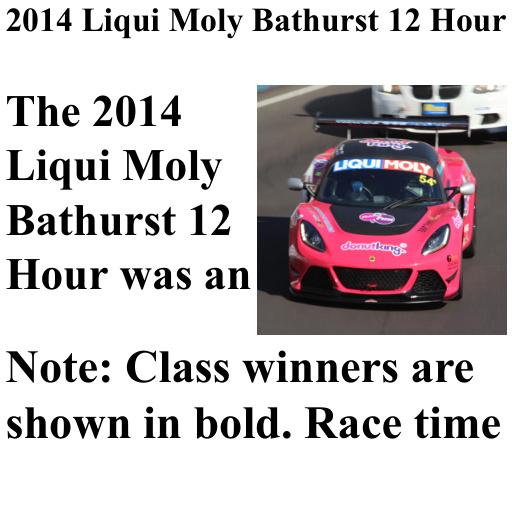 2014 Liqui Moly Bathurst 12 Hour
The 2014
Liqui Moly
Bathurst 12
Hour was an
LIQUI MOLY
54
donutking
Note: Class winners are
shown in bold. Race time